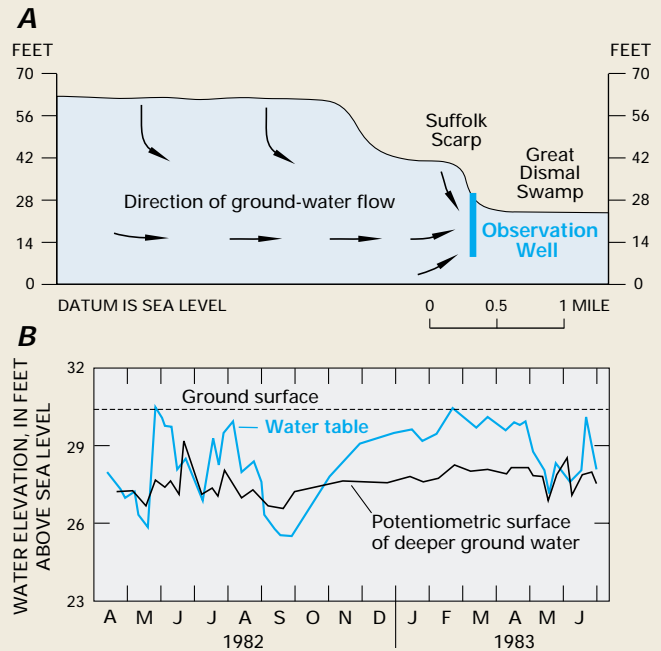 A
FEET
FEET
70
70
56
56
42
42
28
28
14
14
0
0
Suffolk
Scarp
Great
Dismal
Swamp
Direction of ground-water flow
Observation
Well
DATUM IS SEA LEVEL
0 0.5 1 MILE
B
WATER ELEVATION, IN FEET
ABOVE SEA LEVEL
32
29
26
23
Ground surface
Water table
Potentiometric surface
of deeper ground water
A M J J A S O N D J F M A M J
1982 1983